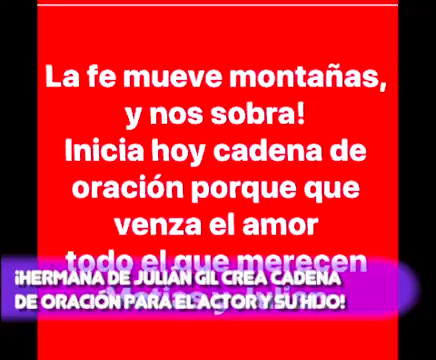 La fe mueve montañas,
y nos sobra!
Inicia hoy cadena de
oración porque que
venza el amor
todo el que merecen
¡HERMANA DE JULIÁN GIL CREA CADENA
DE ORACIÓN PARA EL ACTOR Y SU HIJO!